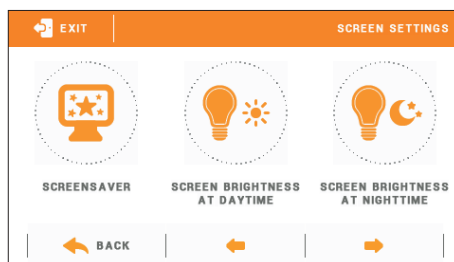 EXIT
SCREEN SETTINGS
SCREENSAVER
SCREEN BRIGHTNESS
AT DAYTIME
SCREEN BRIGHTNESS
AT NIGHTTIME
BACK